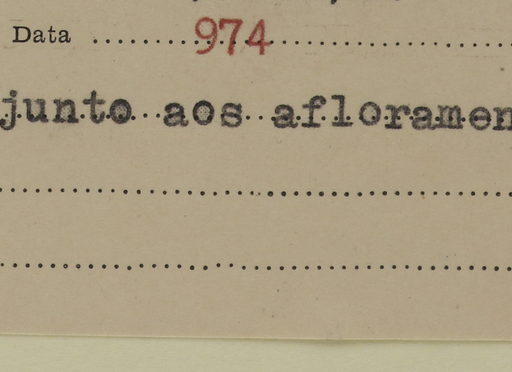 Data 974
junto aos afloramen